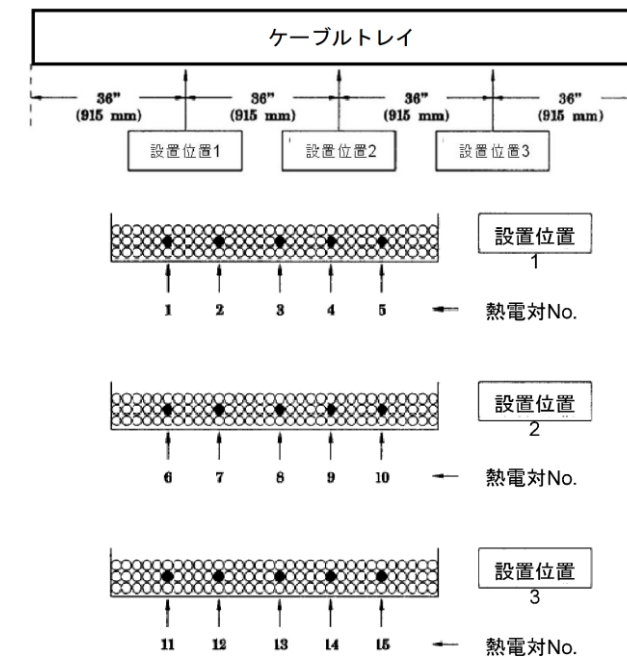 ケーブルトレイ
36" 36" 36" 36"
(915 mm) (915 mm) (915 mm) (915 mm)
設置位置1 設置位置2 設置位置3
設置位置
1
1 2 3 4 5 熱電対No.
設置位置
2
6 7 8 9 10 熱電対No.
設置位置
3
11 12 13 14 15 熱電対No.